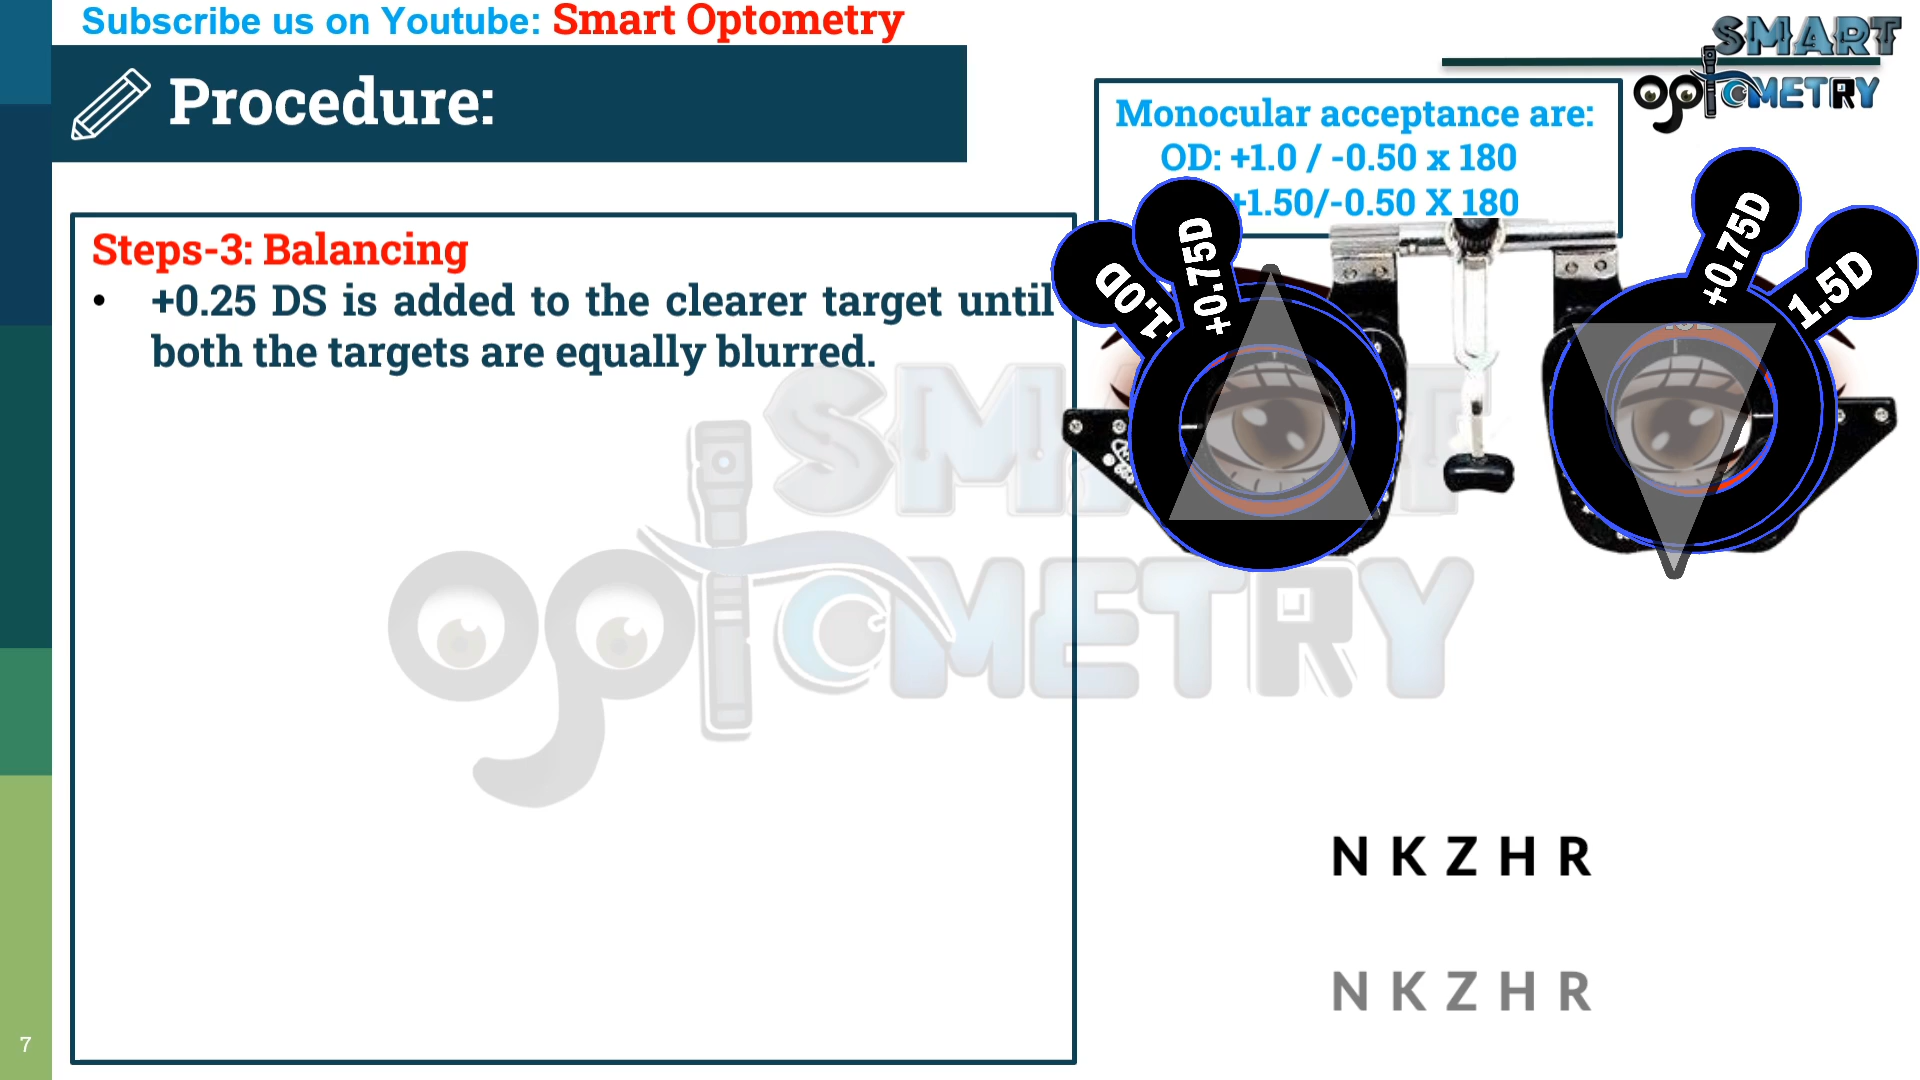 Subscribe us on Youtube: Smart Optometry
SMART
OptOMETRY
Procedure:
Monocular acceptance are:
OD: +1.0 / -0.50 x 180
+1.50/-0.50 X 180
Steps-3: Balancing
• +0.25 DS is added to the clearer target until
both the targets are equally blurred.
1.0D
+0.75D
+0.75D
1.5D
SMART
OptOMETRY
N K Z H R
N K Z H R
7